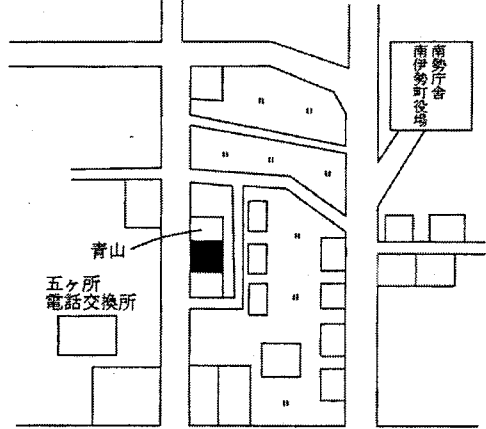 南勢庁舎
南伊勢町役場
青山
五ヶ所
電話交換所